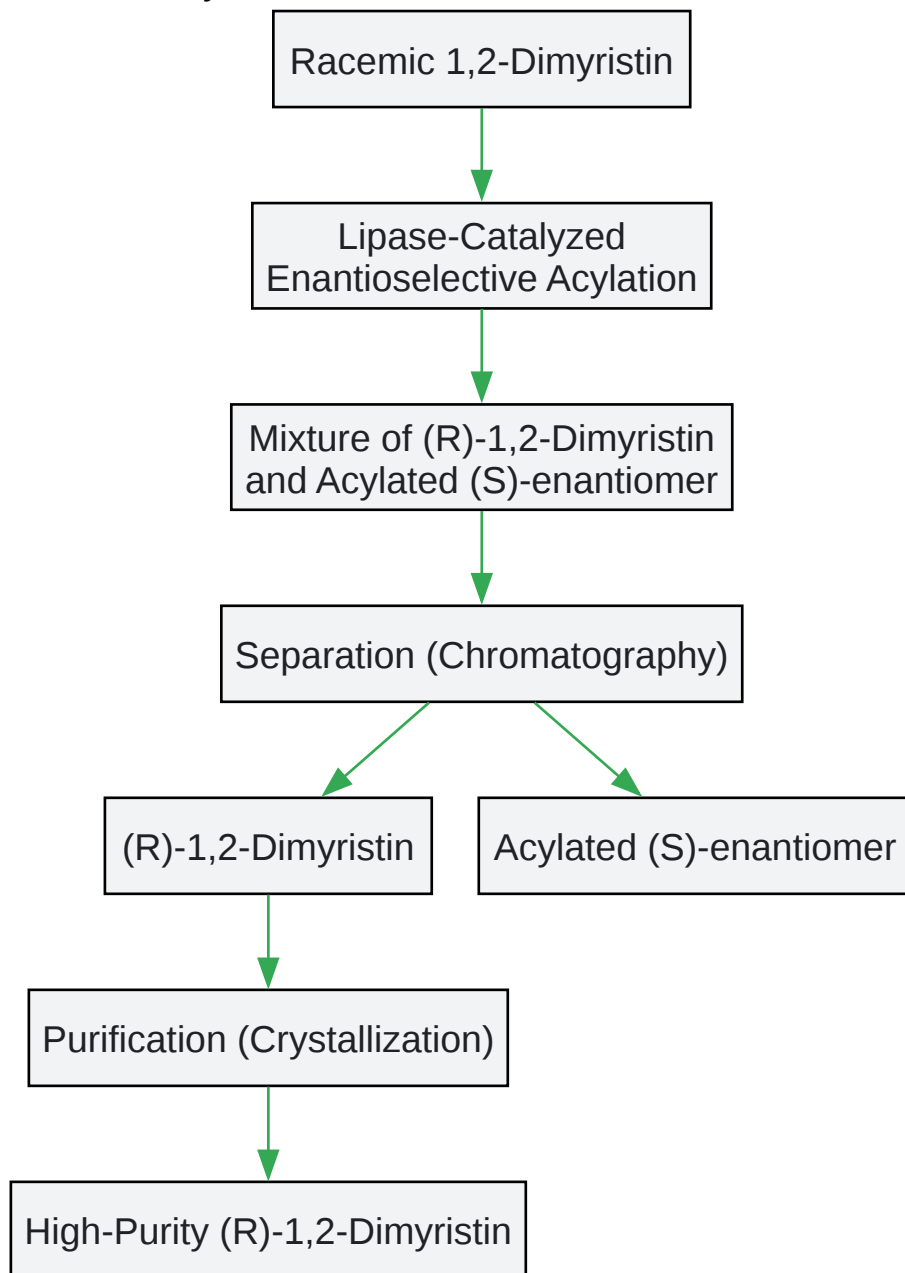 Racemic 1,2-Dimyristin
Lipase-Catalyzed
Enantioselective Acylation
Mixture of (R)-1,2-Dimyristin
and Acylated (S)-enantiomer
Separation (Chromatography)
(R)-1,2-Dimyristin
Acylated (S)-enantiomer
Purification (Crystallization)
High-Purity (R)-1,2-Dimyristin